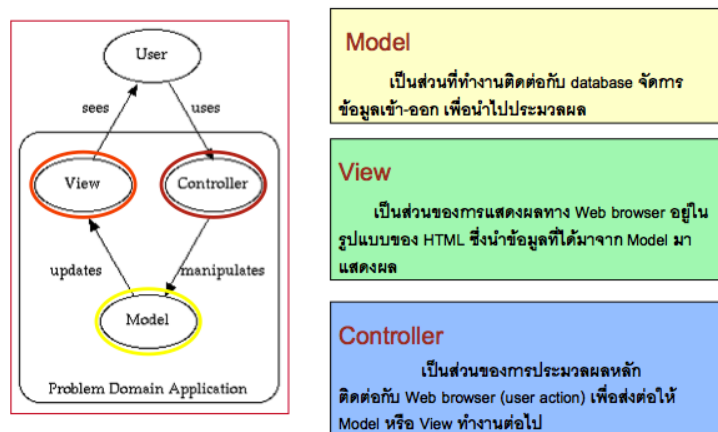 User
sees
uses
View
Controller
updates
manipulates
Model
Problem Domain Application
Model
เป็นส่วนที่ทำงานติดต่อกับ database จัดการ
ข้อมูลเข้า-ออก เพื่อนำไปประมวลผล
View
เป็นส่วนของการแสดงผลทาง Web browser อยู่ใน
รูปแบบของ HTML ซึ่งนำข้อมูลที่ได้มาจาก Model มา
แสดงผล
Controller
เป็นส่วนของการประมวลผลหลัก
ติดต่อกับ Web browser (user action) เพื่อส่งต่อให้
Model หรือ View ทำงานต่อไป